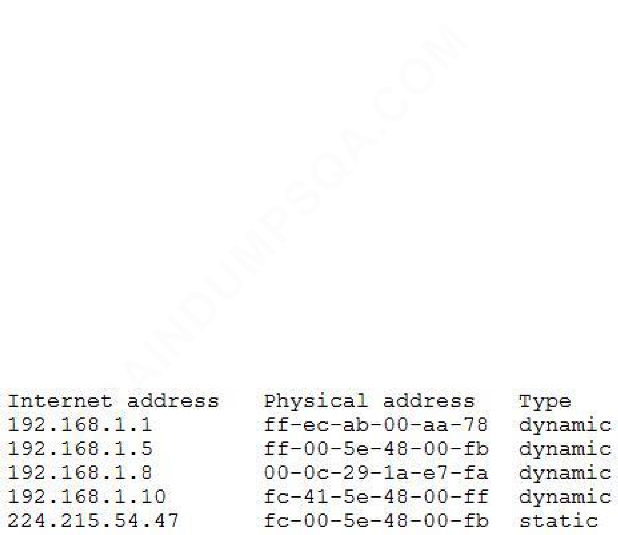 AINDUMPSQA.COM
Internet address Physical address Type
192.168.1.1 ff-ec-ab-00-aa-78 dynamic
192.168.1.5 ff-00-5e-48-00-fb dynamic
192.168.1.8 00-0c-29-1a-e7-fa dynamic
192.168.1.10 fc-41-5e-48-00-ff dynamic
224.215.54.47 fc-00-5e-48-00-fb static